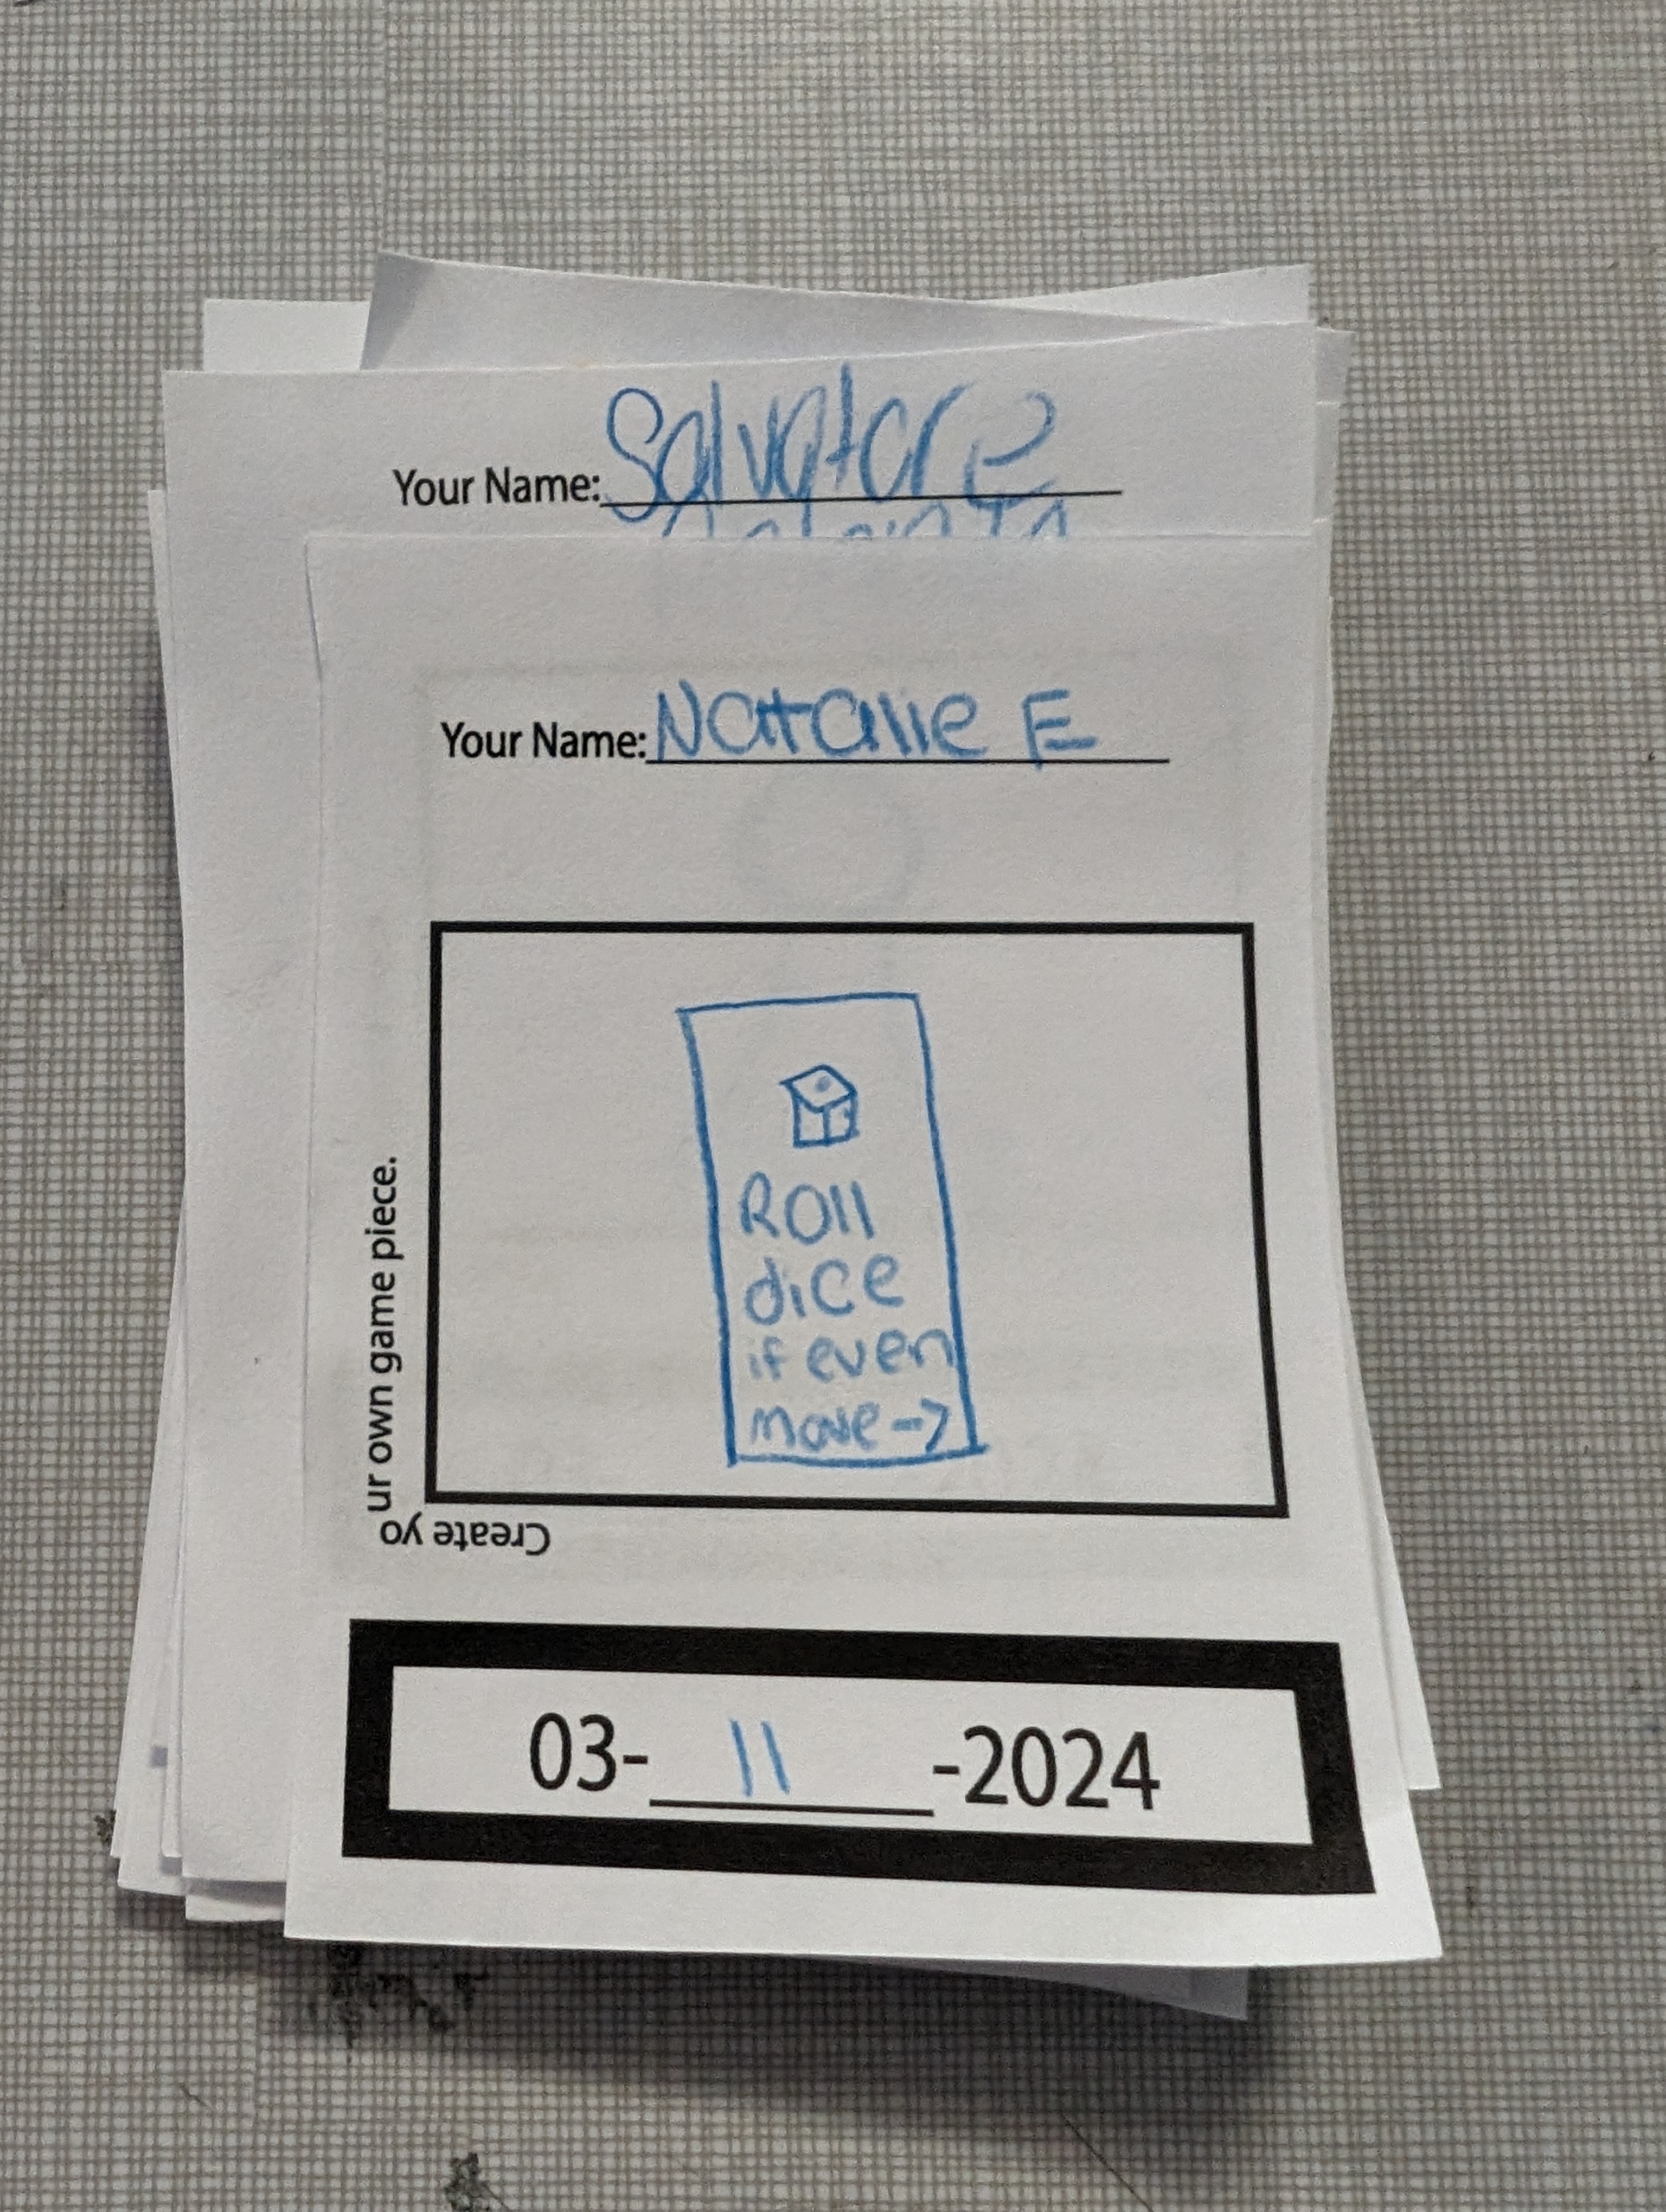 Your Name: Salvatore
Your Name: Natalie E
Roll
dice
if even
move -->
Create yo
ur own game piece.
03- 11 -2024